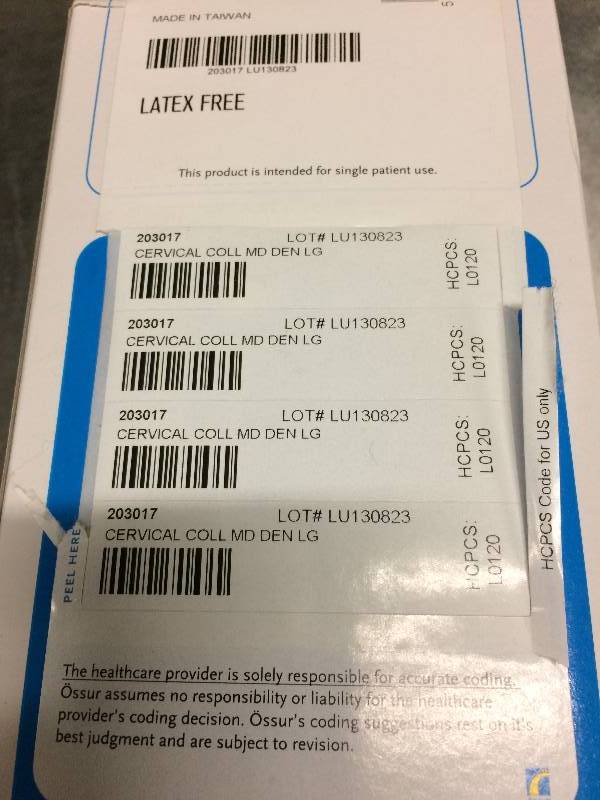 MADE IN TAIWAN
203017 LU130823
LATEX FREE
This product is intended for single patient use.
203017 LOT# LU130823
CERVICAL COLL MD DEN LG
HCPCS:
L0120
203017 LOT# LU130823
CERVICAL COLL MD DEN LG
HCPCS:
L0120
203017 LOT# LU130823
CERVICAL COLL MD DEN LG
HCPCS:
L0120
203017 LOT# LU130823
CERVICAL COLL MD DEN LG
HCPCS:
L0120
HCPCS Code for US only
PEEL HERE
The healthcare provider is solely responsible for accurate coding.
Össur assumes no responsibility or liability for the healthcare
provider's coding decision. Össur's coding suggestions rest on it's
best judgment and are subject to revision.